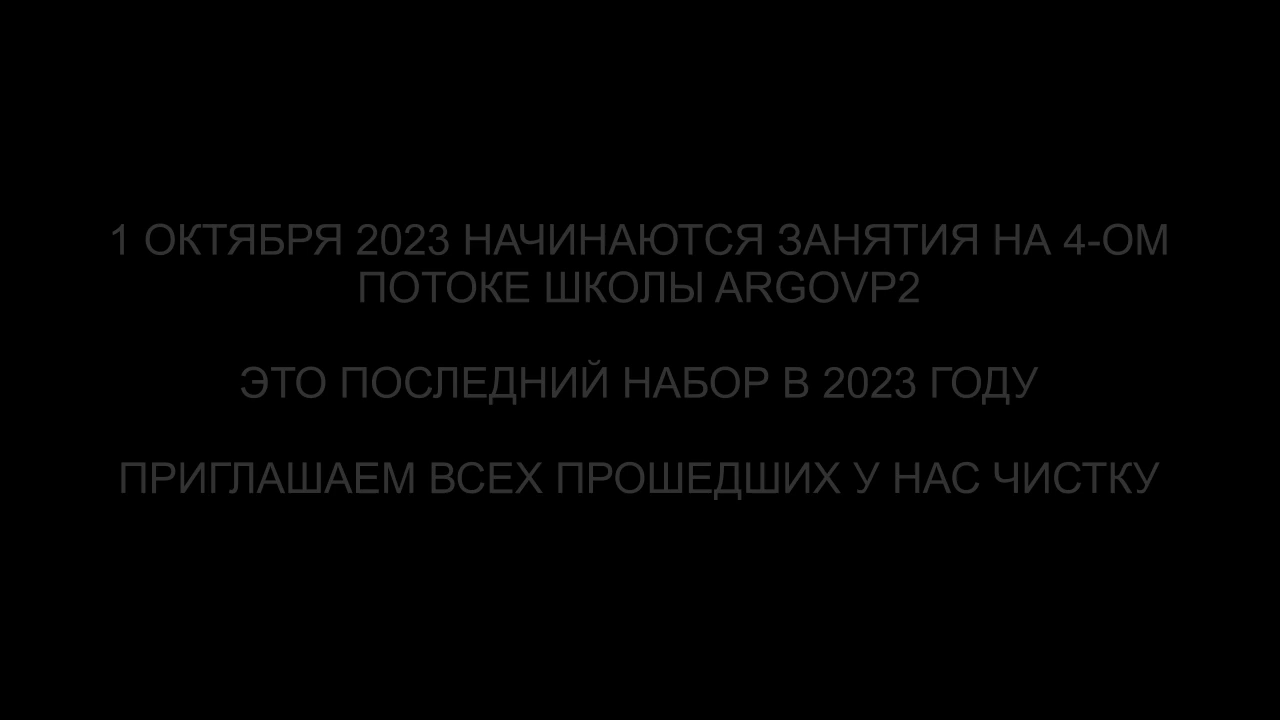 1 ОКТЯБРЯ 2023 НАЧИНАЮТСЯ ЗАНЯТИЯ НА 4-ОМ
ПОТОКЕ ШКОЛЫ ARGOVP2
ЭТО ПОСЛЕДНИЙ НАБОР В 2023 ГОДУ
ПРИГЛАШАЕМ ВСЕХ ПРОШЕДШИХ У НАС ЧИСТКУ